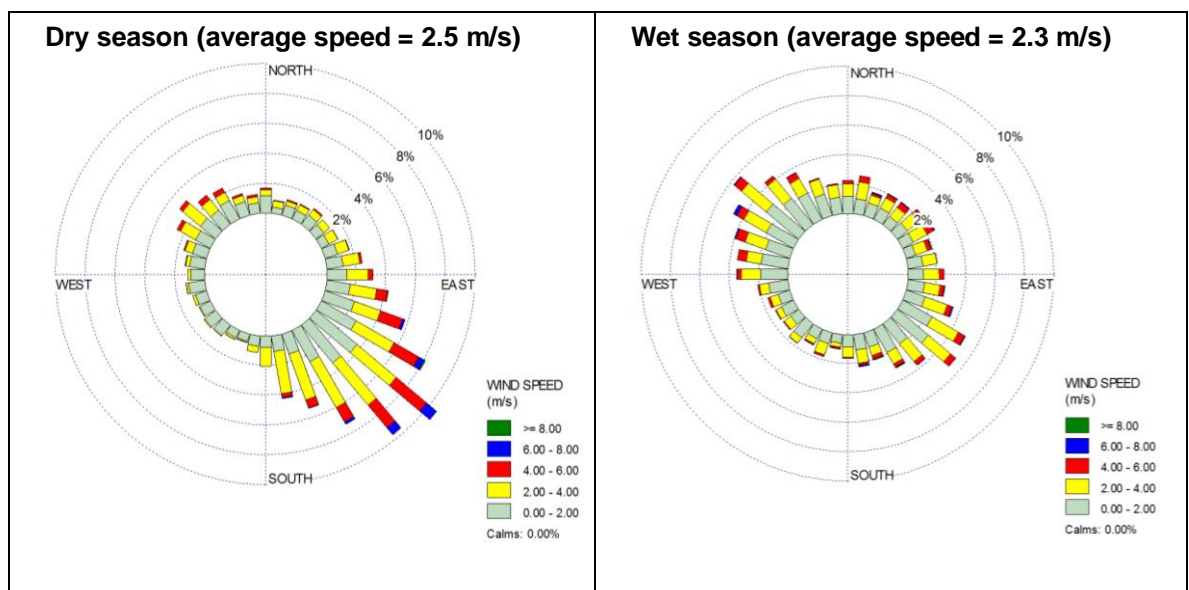 Dry season (average speed = 2.5 m/s)
NORTH
10%
8%
6%
4%
2%
WEST
EAST
SOUTH
WIND SPEED
(m/s)
>= 8.00
6.00 - 8.00
4.00 - 6.00
2.00 - 4.00
0.00 - 2.00
Calms: 0.00%
Wet season (average speed = 2.3 m/s)
NORTH
10%
8%
6%
4%
2%
WEST
EAST
SOUTH
WIND SPEED
(m/s)
>= 8.00
6.00 - 8.00
4.00 - 6.00
2.00 - 4.00
0.00 - 2.00
Calms: 0.00%